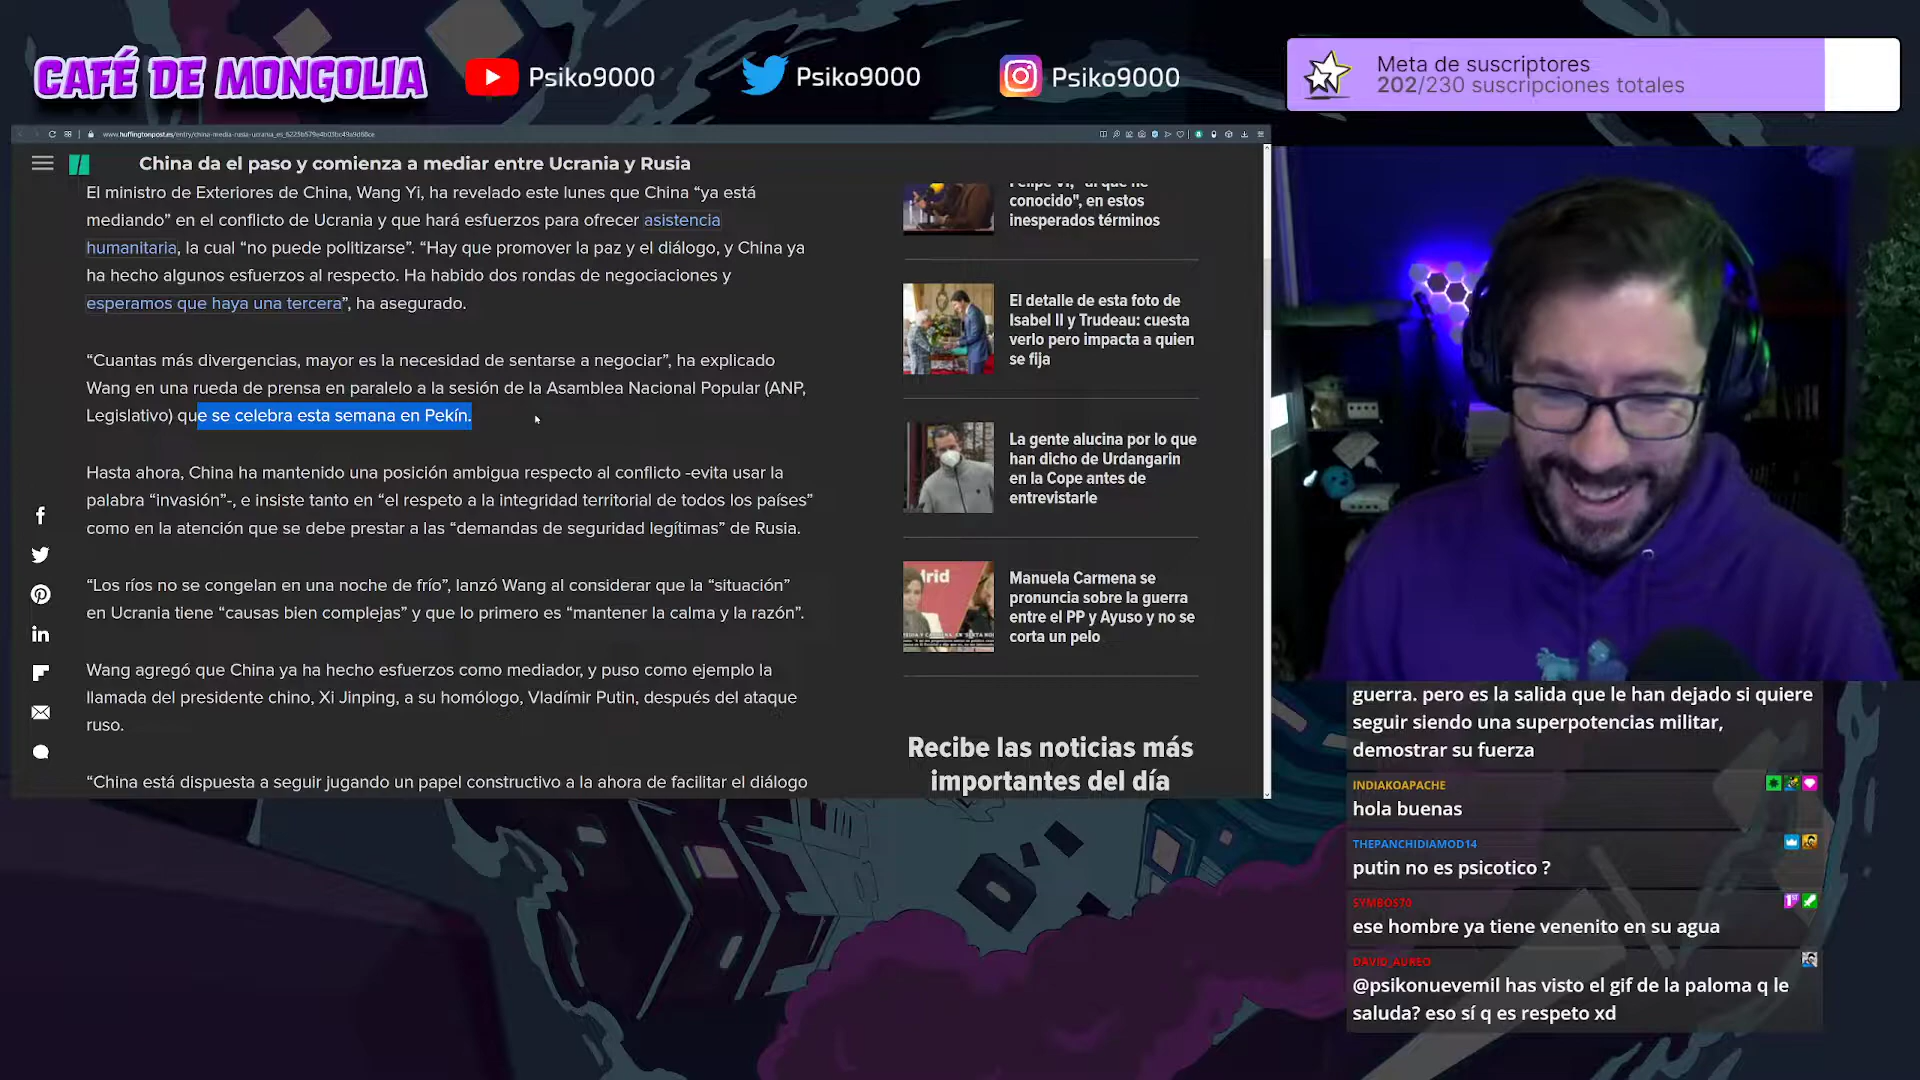 CAFÉ DE MONGOLIA
Psiko9000
Psiko9000
Psiko9000
Meta de suscriptores
202/230 suscripciones totales
China da el paso y comienza a mediar entre Ucrania y Rusia
El ministro de Exteriores de China, Wang Yi, ha revelado este lunes que China “ya está
mediando” en el conflicto de Ucrania y que hará esfuerzos para ofrecer asistencia
humanitaria, la cual “no puede politizarse”. “Hay que promover la paz y el diálogo, y China ya
ha hecho algunos esfuerzos al respecto. Ha habido dos rondas de negociaciones y
esperamos que haya una tercera”, ha asegurado.
“Cuantas más divergencias, mayor es la necesidad de sentarse a negociar”, ha explicado
Wang en una rueda de prensa en paralelo a la sesión de la Asamblea Nacional Popular (ANP,
Legislativo) que se celebra esta semana en Pekín.
Hasta ahora, China ha mantenido una posición ambigua respecto al conflicto -evita usar la
palabra “invasión”-, e insiste tanto en “el respeto a la integridad territorial de todos los países”
como en la atención que se debe prestar a las “demandas de seguridad legítimas” de Rusia.
“Los ríos no se congelan en una noche de frío”, lanzó Wang al considerar que la “situación”
en Ucrania tiene “causas bien complejas” y que lo primero es “mantener la calma y la razón”.
Wang agregó que China ya ha hecho esfuerzos como mediador, y puso como ejemplo la
llamada del presidente chino, Xi Jinping, a su homólogo, Vladímir Putin, después del ataque
ruso.
“China está dispuesta a seguir jugando un papel constructivo a la ahora de facilitar el diálogo
Felipe VI, "al que he
conocido", en estos
inesperados términos
El detalle de esta foto de
Isabel II y Trudeau: cuesta
verlo pero impacta a quien
se fija
La gente alucina por lo que
han dicho de Urdangarin
en la Cope antes de
entrevistarle
drid
Manuela Carmena se
pronuncia sobre la guerra
entre el PP y Ayuso y no se
corta un pelo
Recibe las noticias más
importantes del día
guerra. pero es la salida que le han dejado si quiere
seguir siendo una superpotencias militar,
demostrar su fuerza
INDIAKOAPACHE
hola buenas
THEPANCHIDIAMOD14
putin no es psicotico ?
SYMBOS70
ese hombre ya tiene venenito en su agua
DAVID_AUREO
@psikonuevemil has visto el gif de la paloma q le
saluda? eso sí q es respeto xd